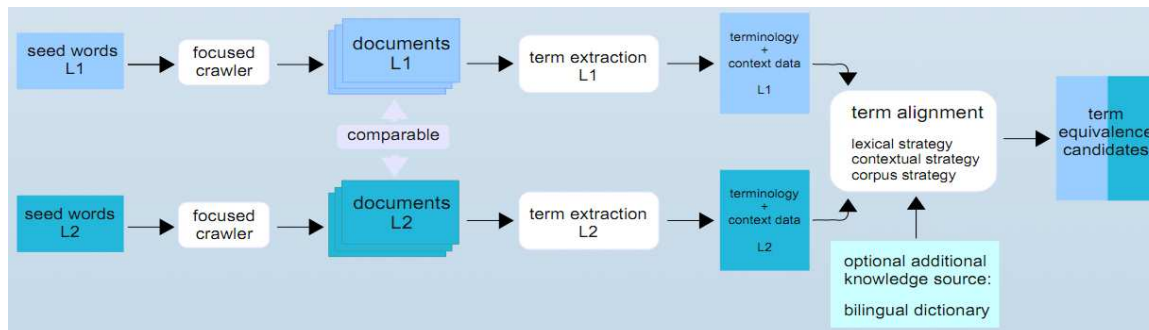 seed words
L1
focused
crawler
documents
L1
term extraction
L1
terminology
+
context data
L1
comparable
term alignment
lexical strategy
contextual strategy
corpus strategy
term
equivalence
candidates
seed words
L2
focused
crawler
documents
L2
term extraction
L2
terminology
+
context data
L2
optional additional
knowledge source:
bilingual dictionary